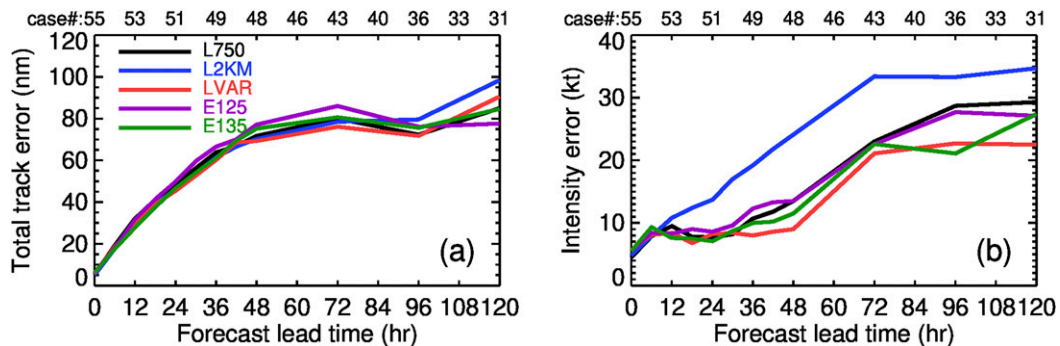 case#:55 53 51 49 48 46 43 40 36 33 31
120
100
80
60
40
20
0
Total track error (nm)
L750
L2KM
LVAR
E125
E135
(a)
0 12 24 36 48 60 72 84 96 108 120
Forecast lead time (hr)
case#:55 53 51 49 48 46 43 40 36 33 31
40
30
20
10
0
Intensity error (kt)
(b)
0 12 24 36 48 60 72 84 96 108 120
Forecast lead time (hr)